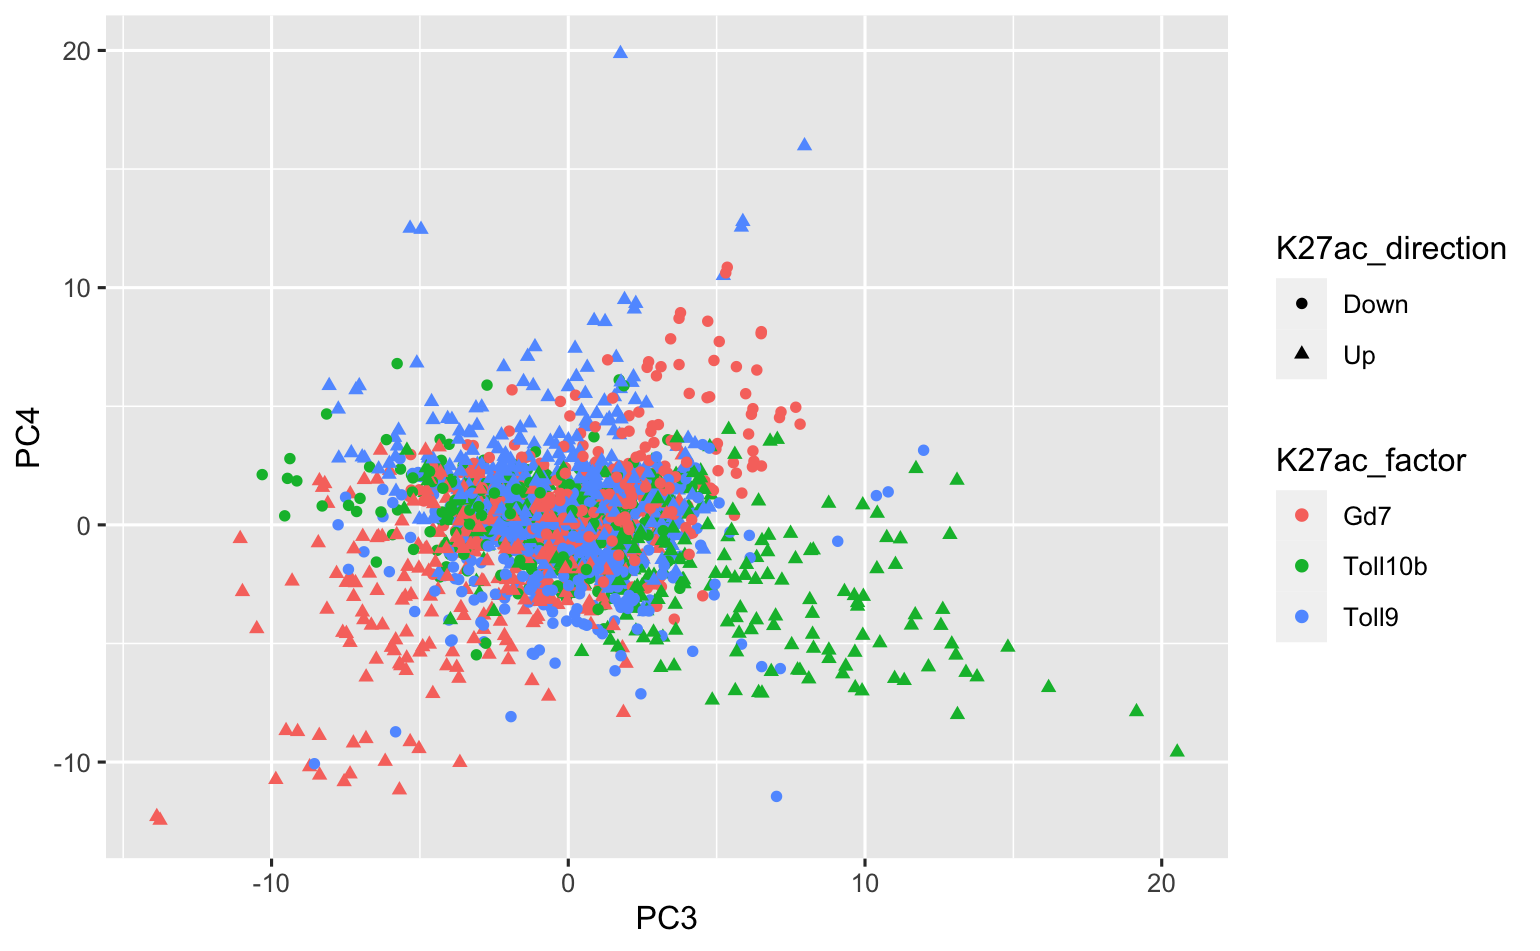 20
10
0
-10
PC4
-10
0
10
20
PC3
K27ac_direction
Down
Up
K27ac_factor
Gd7
Toll10b
Toll9